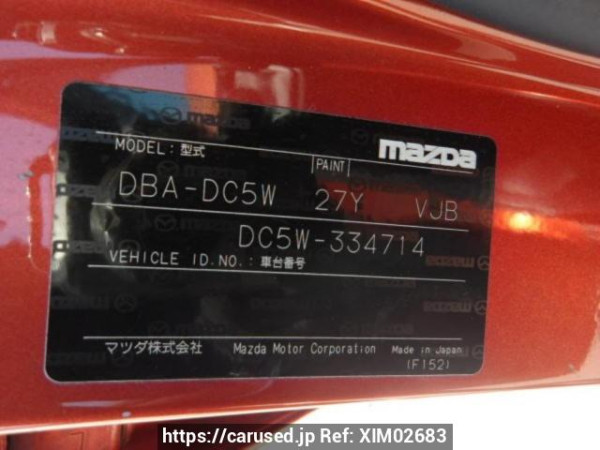 mazda
MODEL: 型式 PAINT
DBA-DC5W 27Y VJB
DC5W-334714
VEHICLE ID.NO.: 車台番号
マツダ株式会社 Mazda Motor Corporation Made in Japan
(F152)
https://carused.jp Ref: XIM02683